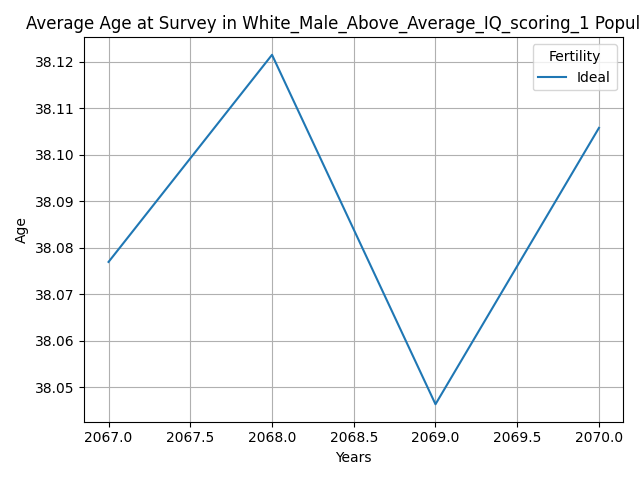 Average Age at Survey in White_Male_Above_Average_IQ_scoring_1 Popul
Fertility
Ideal
38.12
38.11
38.10
38.09
38.08
38.07
38.06
38.05
Age
2067.0 2067.5 2068.0 2068.5 2069.0 2069.5 2070.0
Years